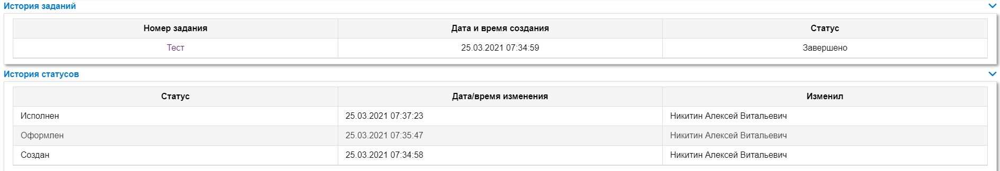 История заданий
Номер задания Дата и время создания Статус
Тест 25.03.2021 07:34:59 Завершено
История статусов
Статус Дата/время изменения Изменил
Исполнен 25.03.2021 07:37:23 Никитин Алексей Витальевич
Оформлен 25.03.2021 07:35:47 Никитин Алексей Витальевич
Создан 25.03.2021 07:34:58 Никитин Алексей Витальевич